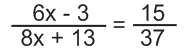 6x - 3 = 15
8x + 13 37